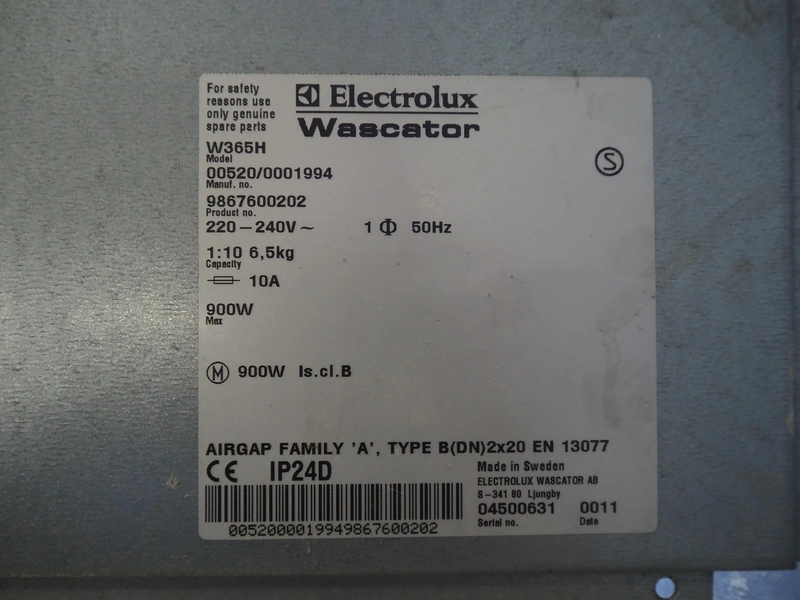 For safety
reasons use
only genuine
spare parts
Electrolux
Wascator
W365H
Model
S
00520/0001994
Manuf. no.
9867600202
Product no.
220-240V~ 1 Φ 50Hz
1:10 6,5kg
Capacity
10A
900W
Max
M 900W Is.cl.B
AIRGAP FAMILY 'A', TYPE B(DN)2x20 EN 13077
CE IP24D
Made in Sweden
ELECTROLUX WASCATOR AB
S-341 80 Ljungby
04500631 0011
Serial no. Date
0052000019949867600202